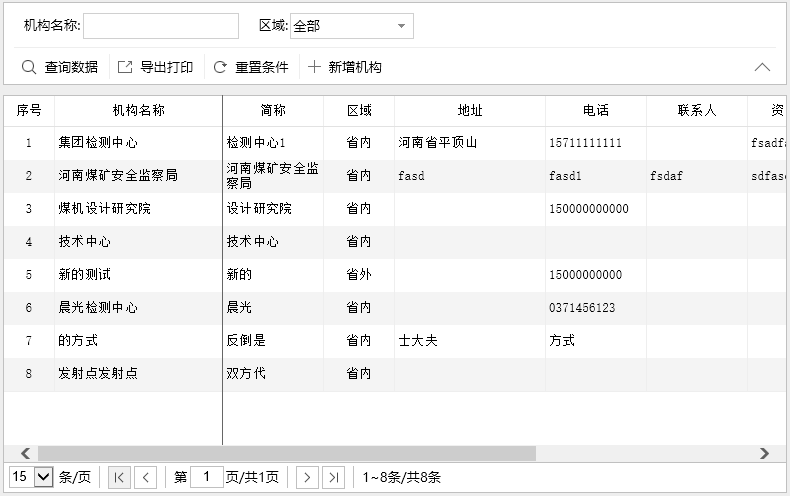 机构名称: 区域: 全部
查询数据 导出打印 重置条件 新增机构
序号 机构名称 简称 区域 地址 电话 联系人 资
1 集团检测中心 检测中心1 省内 河南省平顶山 15711111111 fsadfa
2 河南煤矿安全监察局 河南煤矿安全监察局 省内 fasd fasd1 fsdaf sdfasd
3 煤机设计研究院 设计研究院 省内 150000000000
4 技术中心 技术中心 省内
5 新的测试 新的 省外 15000000000
6 晨光检测中心 晨光 省内 0371456123
7 的方式 反倒是 省内 士大夫 方式
8 发射点发射点 双方代 省内
15 条/页 第 1 页/共1页 1~8条/共8条